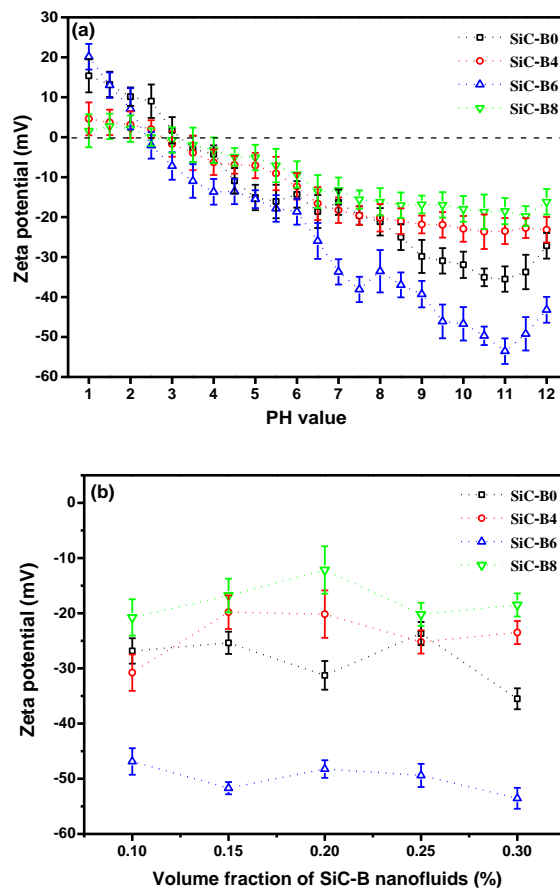 (a)
SiC-B0
SiC-B4
SiC-B6
SiC-B8
30
20
10
0
-10
-20
-30
-40
-50
-60
Zeta potential (mV)
1 2 3 4 5 6 7 8 9 10 11 12
PH value
(b)
SiC-B0
SiC-B4
SiC-B6
SiC-B8
0
-10
-20
-30
-40
-50
-60
Zeta potential (mV)
0.10 0.15 0.20 0.25 0.30
Volume fraction of SiC-B nanofluids (%)